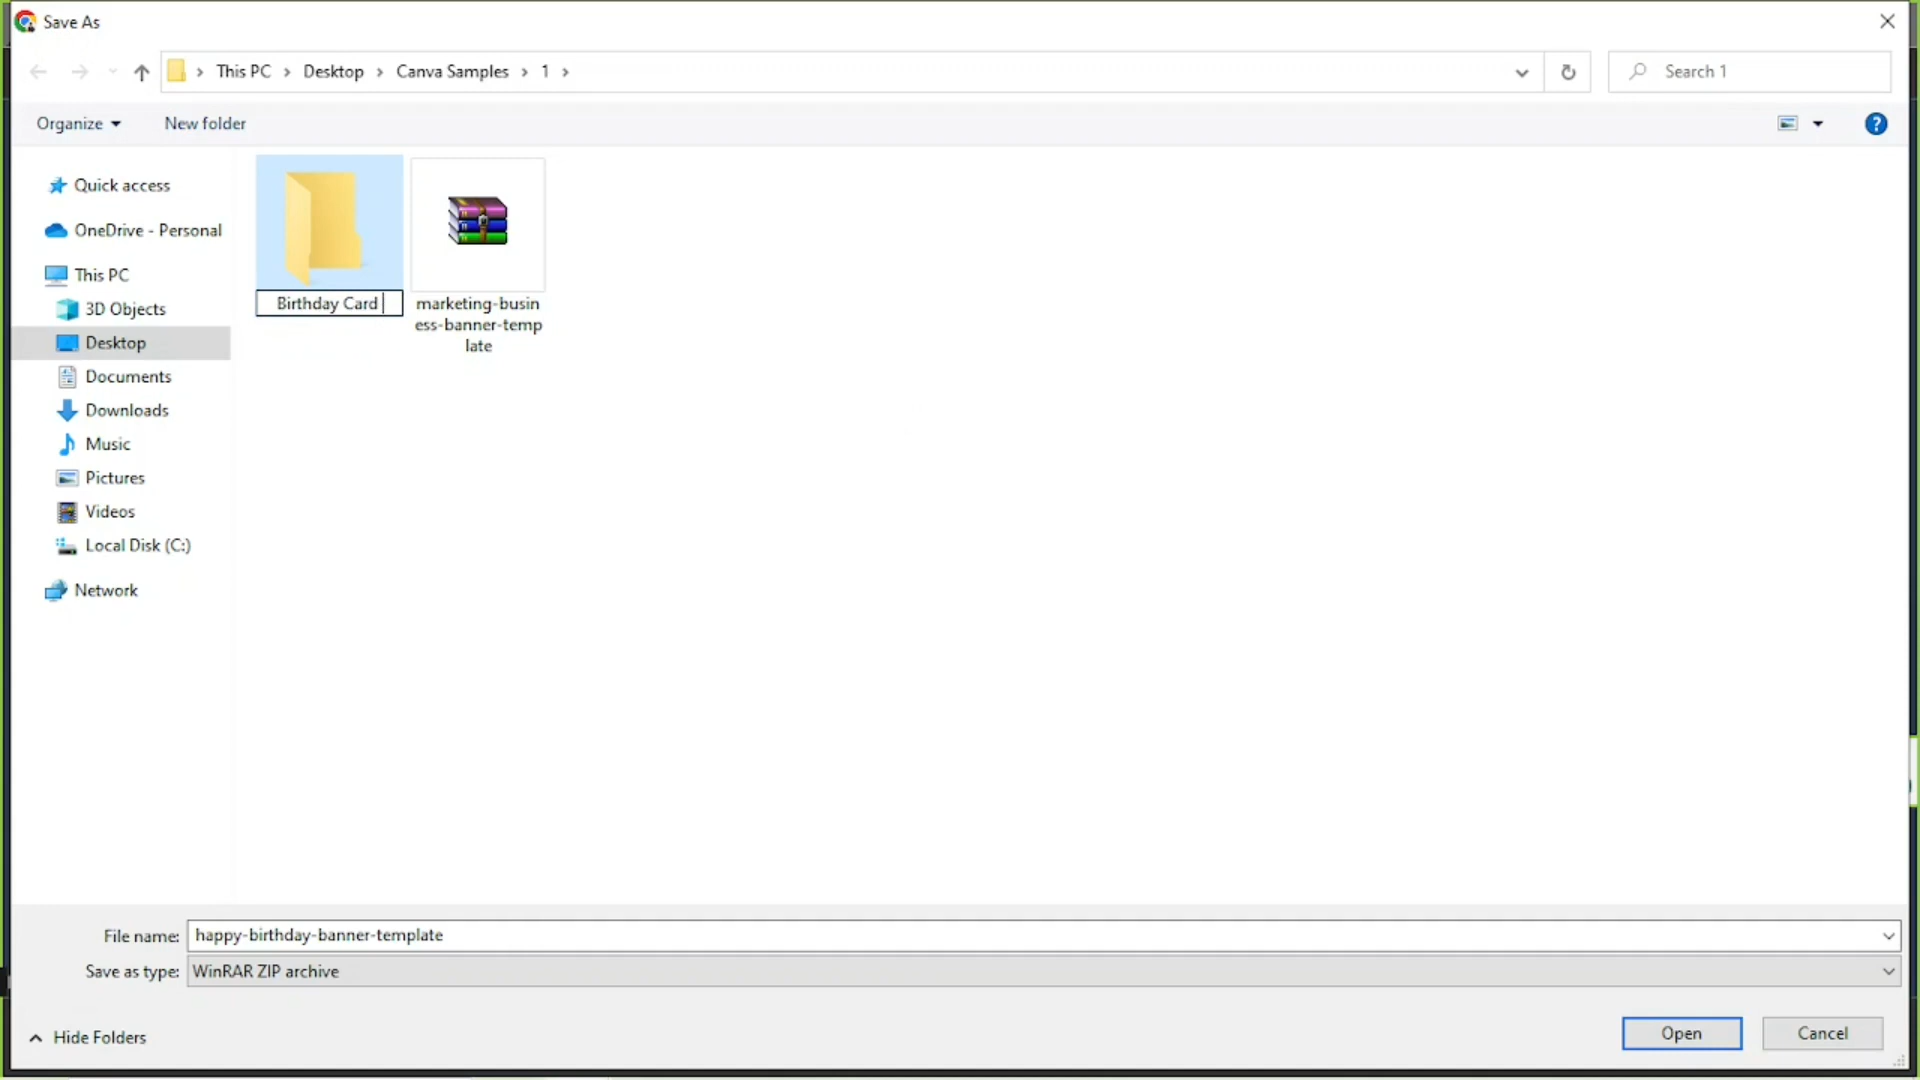 Save As
This PC > Desktop > Canva Samples > 1 >
Search 1
Organize
New folder
Quick access
OneDrive - Personal
This PC
3D Objects
Desktop
Documents
Downloads
Music
Pictures
Videos
Local Disk (C:)
Network
Birthday Card
marketing-busin
ess-banner-temp
late
File name: happy-birthday-banner-template
Save as type: WinRAR ZIP archive
Hide Folders
Open
Cancel